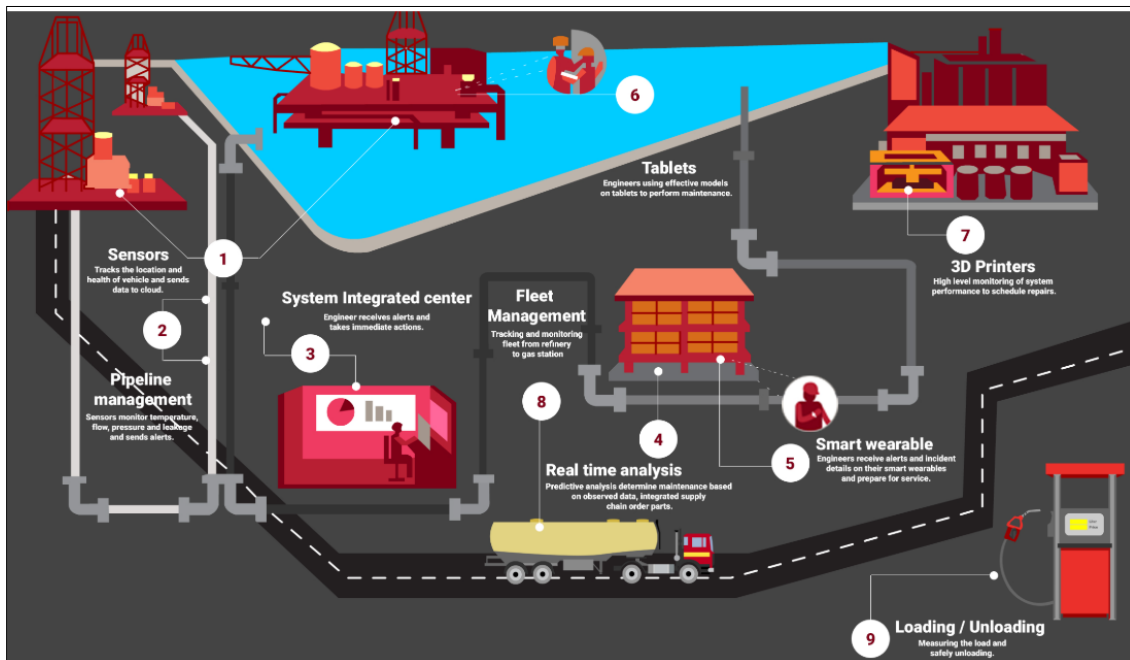 6
Tablets
Engineers using effective models
on tablets to perform maintenance.
7
3D Printers
High level monitoring of system
performance to schedule repairs.
1
Sensors
Tracks the location and
health of vehicle and sends
data to cloud.
2
Pipeline
management
Sensors monitor temperature,
flow, pressure and leakage
and sends alerts.
System Integrated center
Engineer receives alerts and
takes immediate actions.
3
Fleet
Management
Tracking and monitoring
fleet from refinery
to gas station
8
4
Real time analysis
Predictive analysis determine maintenance based
on observed data, integrated supply
chain order parts.
5
Smart wearable
Engineers receive alerts and incident
details on their smart wearables
and prepare for service.
9
Loading / Unloading
Measuring the load and
safely unloading.